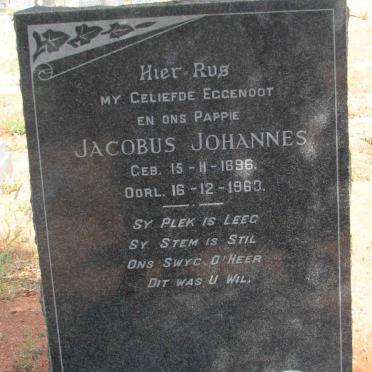 Hier Rus
my Geliefde Eggenoot
en ons Pappie
Jacobus Johannes
Geb. 15-11-1896.
Oorl. 16-12-1960.
Sy Plek is Leeg
Sy Stem is Stil
Ons Swyg O' Heer
Dit was U Wil.